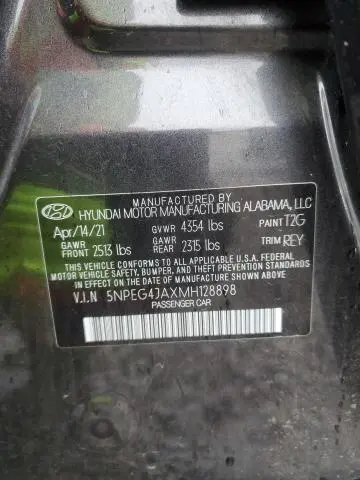 MANUFACTURED BY
HYUNDAI MOTOR MANUFACTURING ALABAMA, LLC
Apr/14/21 GVWR 4354 lbs PAINT T2G
GAWR FRONT 2513 lbs GAWR REAR 2315 lbs TRIM REY
THIS VEHICLE CONFORMS TO ALL APPLICABLE U.S.A. FEDERAL
MOTOR VEHICLE SAFETY, BUMPER, AND THEFT PREVENTION STANDARDS
IN EFFECT ON THE DATE OF MANUFACTURE SHOWN ABOVE.
V.I.N 5NPEG4JAXMH128898
PASSENGER CAR